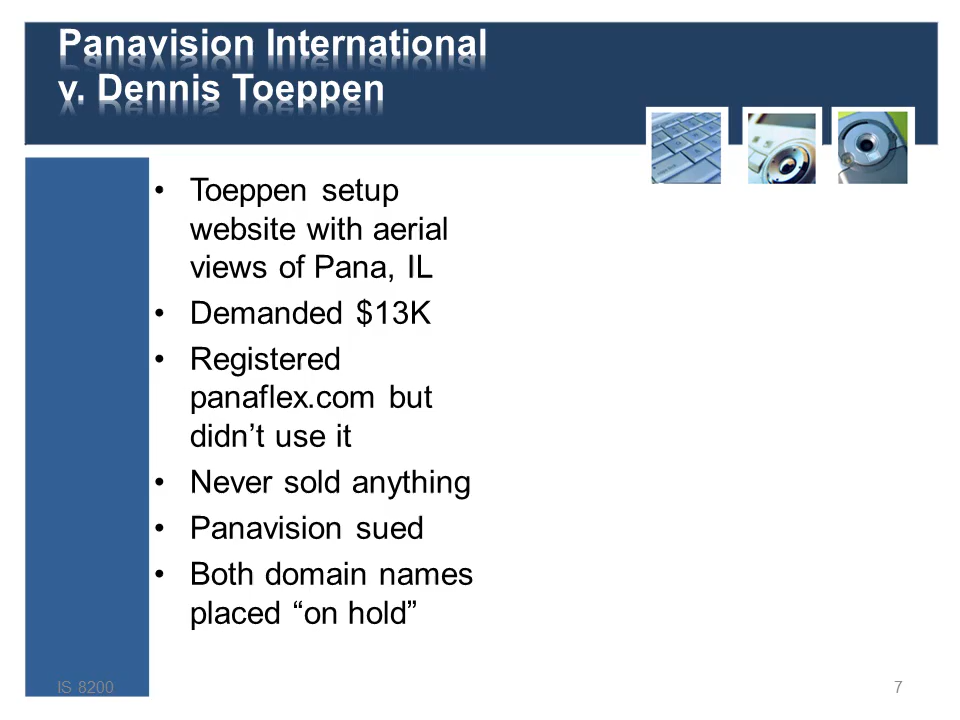 Panavision International
v. Dennis Toeppen
• Toeppen setup
website with aerial
views of Pana, IL
• Demanded $13K
• Registered
panaflex.com but
didn’t use it
• Never sold anything
• Panavision sued
• Both domain names
placed “on hold”
IS 8200
7